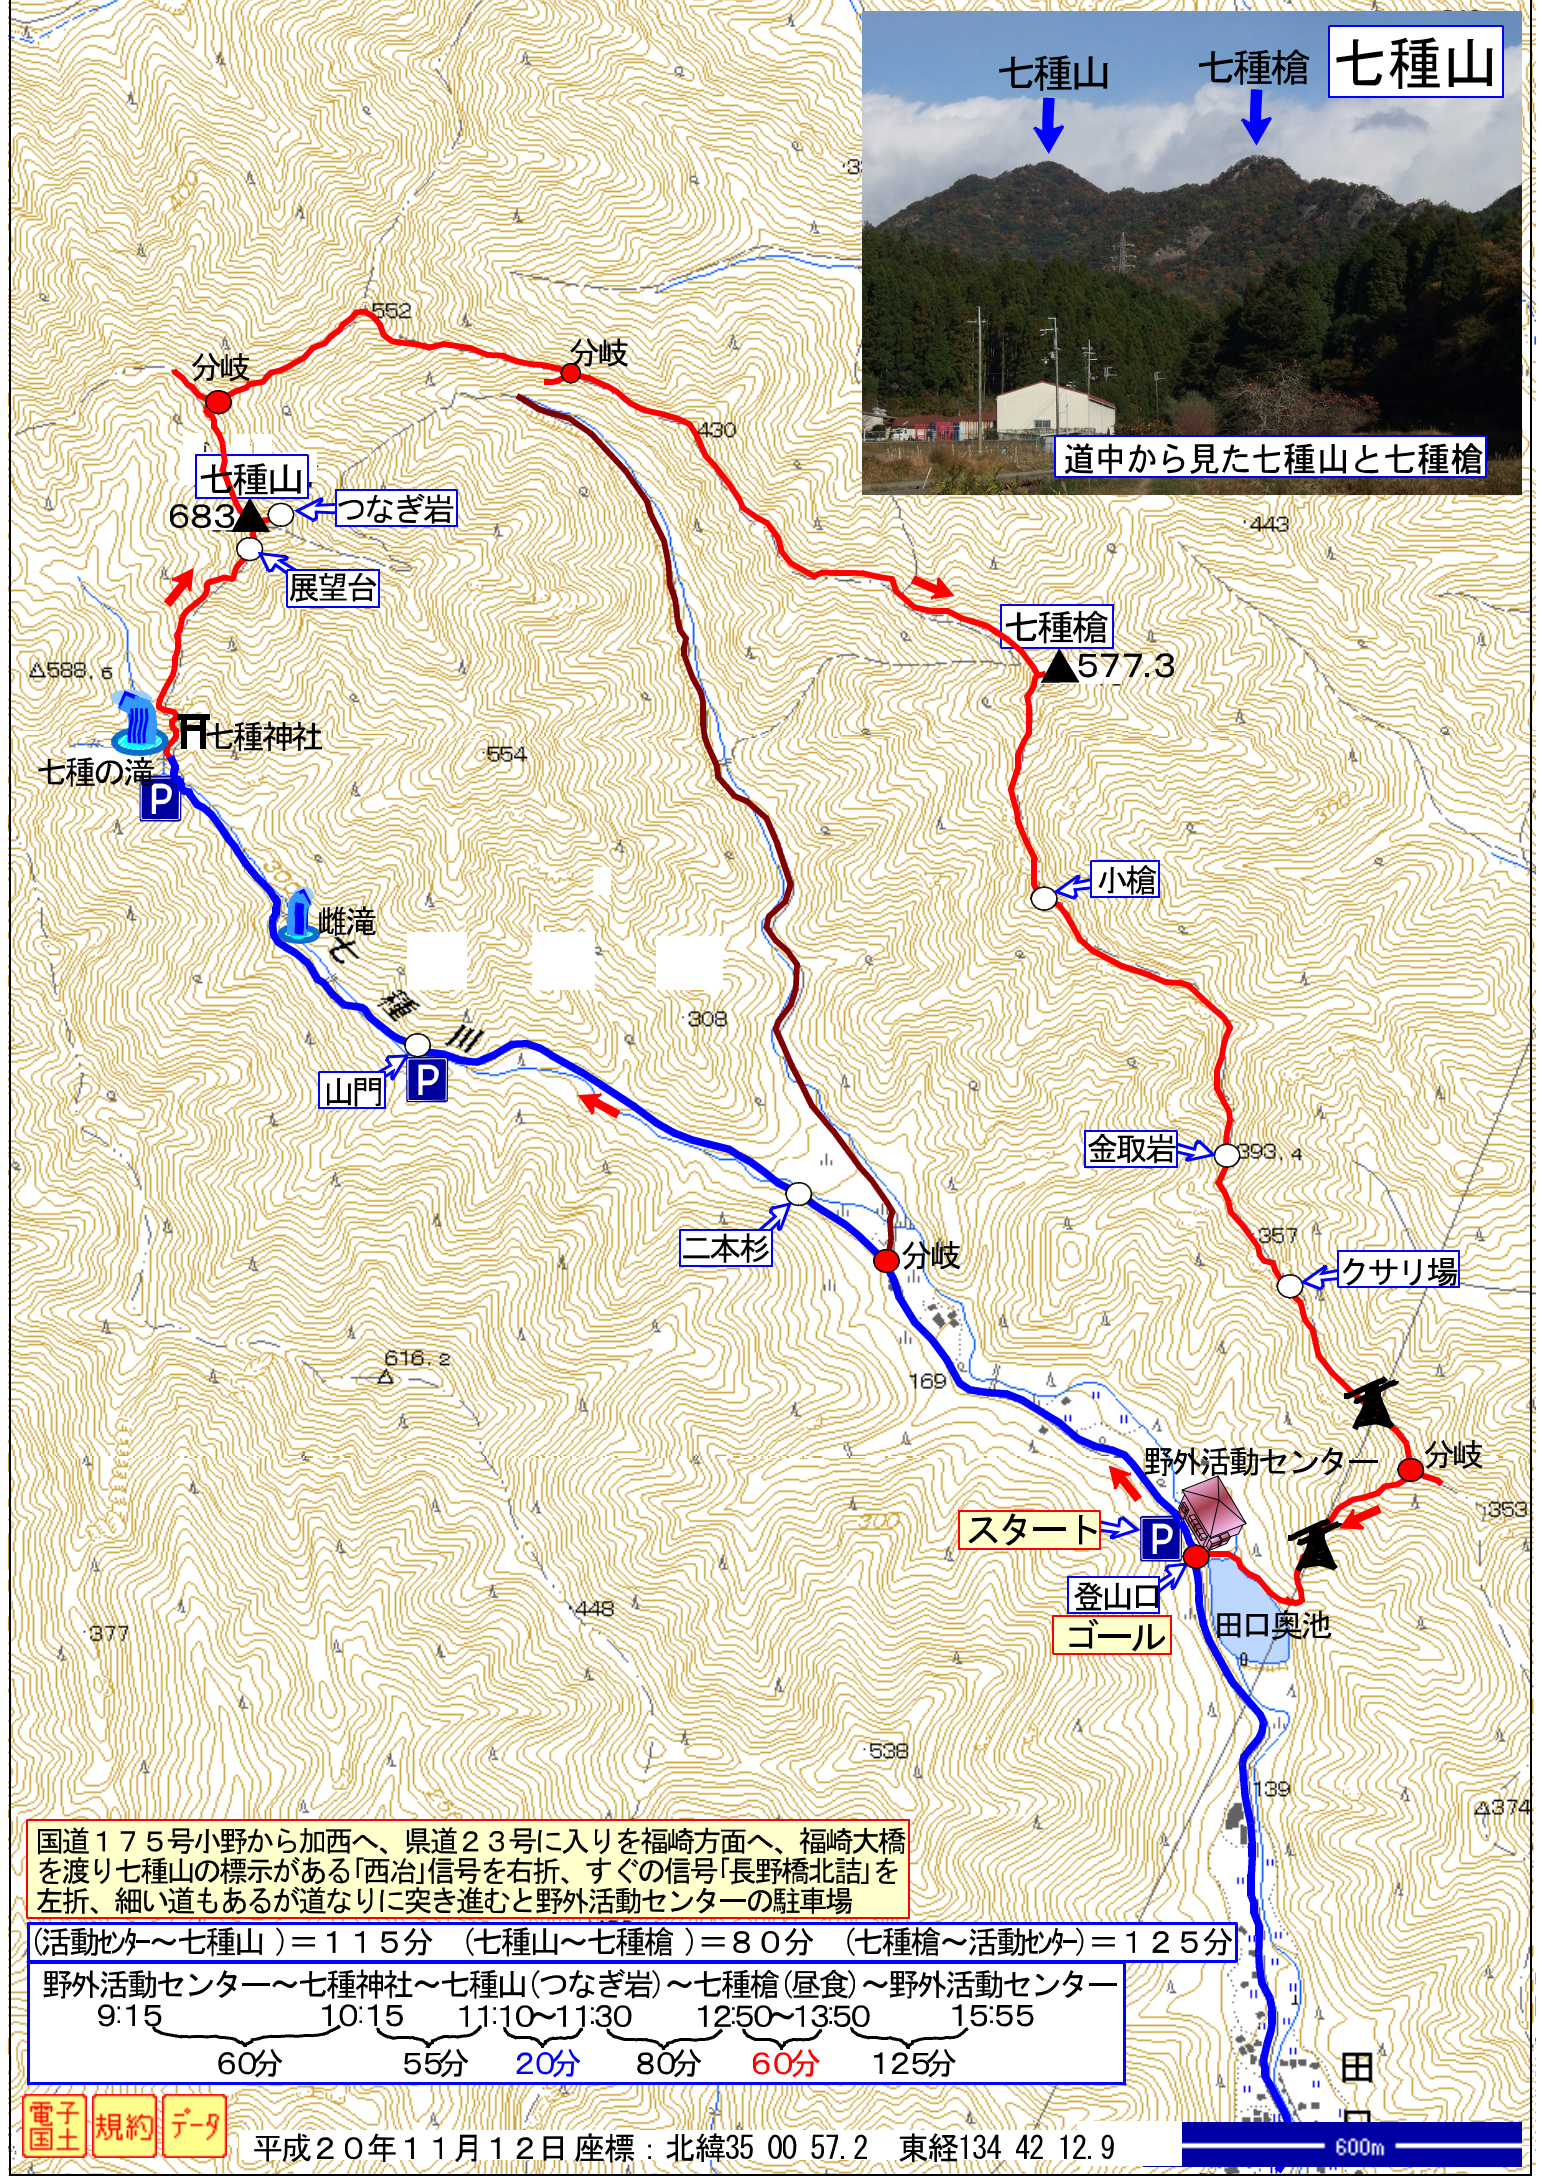 七種山
七種槍
七種山
道中から見た七種山と七種槍
552
分岐
分岐
430
七種山
683
つなぎ岩
展望台
443
七種槍
577.3
588.6
七種神社
七種の滝
P
554
小槍
雌滝
七種川
308
山門
P
金取岩
393.4
二本杉
分岐
357
クサリ場
616.2
169
野外活動センター
分岐
353
スタート
P
登山口
ゴール
田口奥池
448
377
300
538
139
374
国道175号小野から加西へ、県道23号に入りを福崎方面へ、福崎大橋
を渡り七種山の標示がある「西冶」信号を右折、すぐの信号「長野橋北詰」を
左折、細い道もあるが道なりに突き進むと野外活動センターの駐車場
(活動センター～七種山 )=115分 (七種山～七種槍 )=80分 (七種槍～活動センター)=125分
野外活動センター～七種神社～七種山(つなぎ岩)～七種槍(昼食)～野外活動センター
9:15 10:15 11:10～11:30 12:50～13:50 15:55
60分 55分 20分 80分 60分 125分
田
電子国土 規約 データ
平成20年11月12日 座標：北緯35 00 57.2 東経134 42 12.9
600m